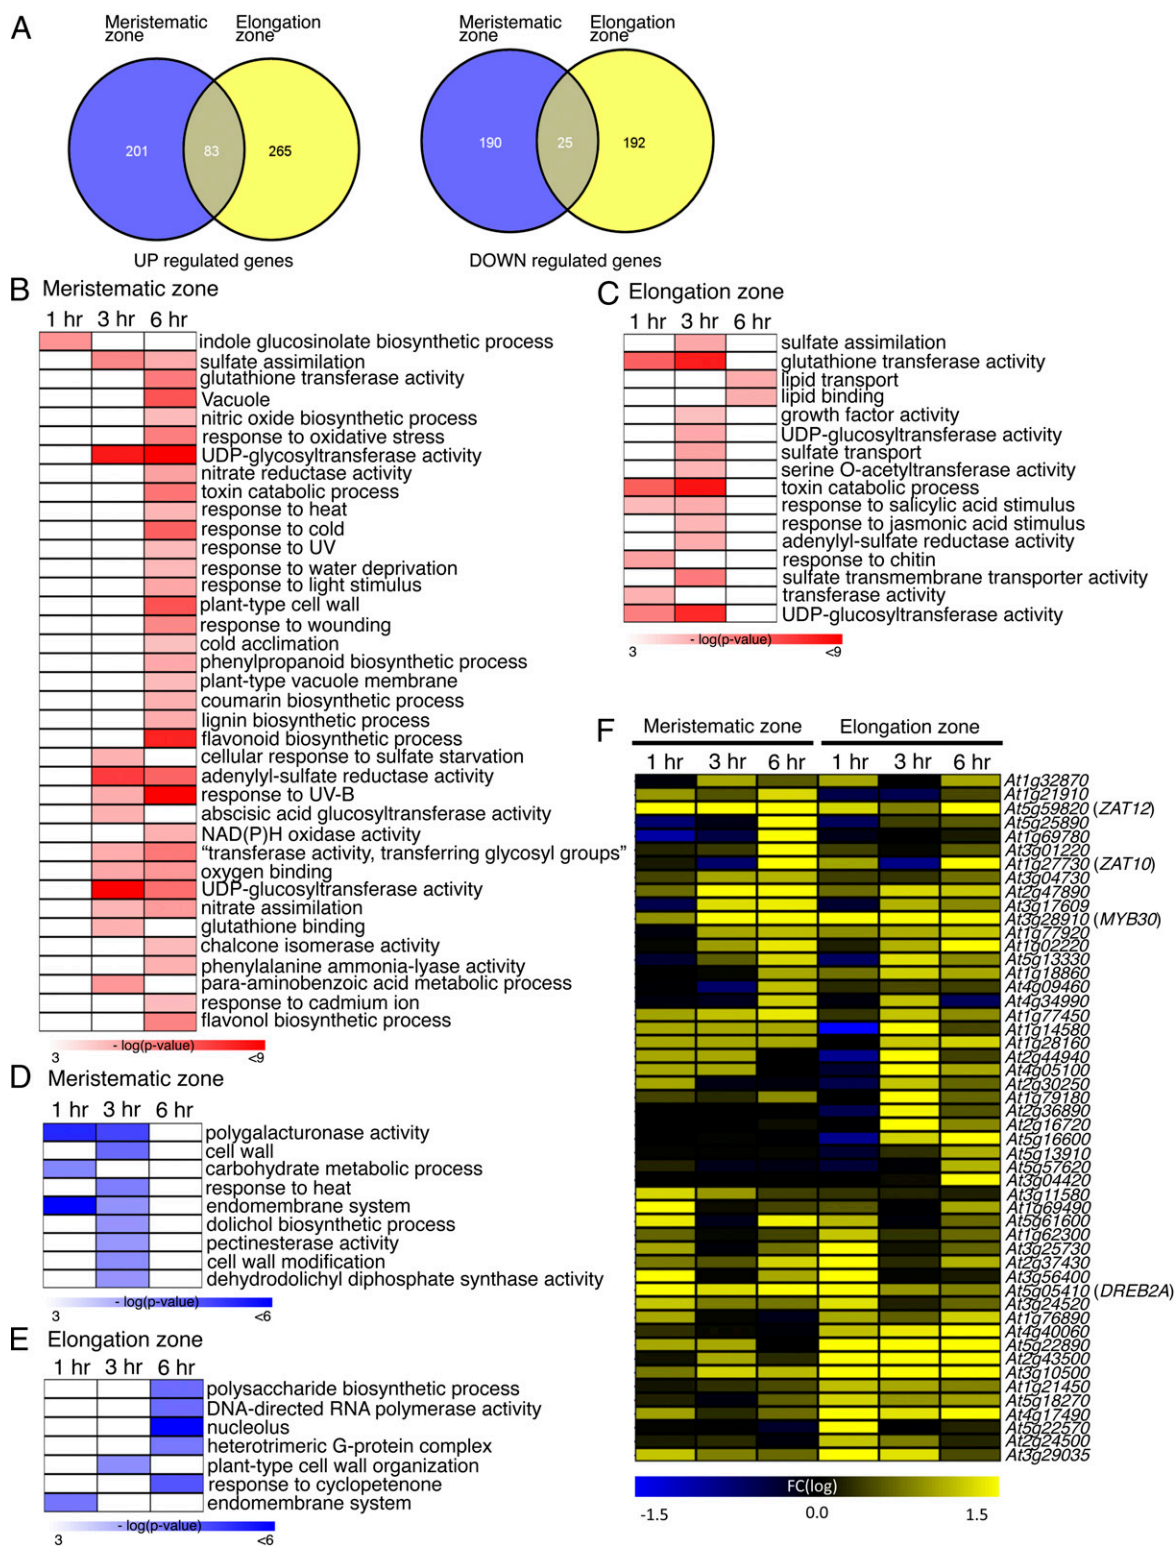 A
Meristematic zone
Elongation zone
201
83
265
UP regulated genes
Meristematic zone
Elongation zone
190
25
192
DOWN regulated genes
B Meristematic zone
1 hr 3 hr 6 hr
indole glucosinolate biosynthetic process
sulfate assimilation
glutathione transferase activity
Vacuole
nitric oxide biosynthetic process
response to oxidative stress
UDP-glycosyltransferase activity
nitrate reductase activity
toxin catabolic process
response to heat
response to cold
response to UV
response to water deprivation
response to light stimulus
plant-type cell wall
response to wounding
cold acclimation
phenylpropanoid biosynthetic process
plant-type vacuole membrane
coumarin biosynthetic process
lignin biosynthetic process
flavonoid biosynthetic process
cellular response to sulfate starvation
adenylyl-sulfate reductase activity
response to UV-B
abscisic acid glucosyltransferase activity
NAD(P)H oxidase activity
“transferase activity, transferring glycosyl groups”
oxygen binding
UDP-glucosyltransferase activity
nitrate assimilation
glutathione binding
chalcone isomerase activity
phenylalanine ammonia-lyase activity
para-aminobenzoic acid metabolic process
response to cadmium ion
flavonol biosynthetic process
- log(p-value)
3 <9
C Elongation zone
1 hr 3 hr 6 hr
sulfate assimilation
glutathione transferase activity
lipid transport
lipid binding
growth factor activity
UDP-glucosyltransferase activity
sulfate transport
serine O-acetyltransferase activity
toxin catabolic process
response to salicylic acid stimulus
response to jasmonic acid stimulus
adenylyl-sulfate reductase activity
response to chitin
sulfate transmembrane transporter activity
transferase activity
UDP-glucosyltransferase activity
- log(p-value)
3 <9
D Meristematic zone
1 hr 3 hr 6 hr
polygalacturonase activity
cell wall
carbohydrate metabolic process
response to heat
endomembrane system
dolichol biosynthetic process
pectinesterase activity
cell wall modification
dehydrodolichyl diphosphate synthase activity
- log(p-value)
3 <6
E Elongation zone
1 hr 3 hr 6 hr
polysaccharide biosynthetic process
DNA-directed RNA polymerase activity
nucleolus
heterotrimeric G-protein complex
plant-type cell wall organization
response to cyclopetenone
endomembrane system
- log(p-value)
3 <6
F Meristematic zone Elongation zone
1 hr 3 hr 6 hr 1 hr 3 hr 6 hr
At1g32870
At1g21910
At5g59820 (ZAT12)
At5g25890
At1g69780
At3g01220
At1g27730 (ZAT10)
At3g04730
At2g47890
At3g17609
At3g28910 (MYB30)
At1g77920
At1g02220
At5g13330
At1g18860
At4g09460
At4g34990
At1g77450
At1g14580
At1g28160
At2g44940
At4g05100
At2g30250
At1g79180
At2g36890
At2g16720
At5g16600
At5g13910
At5g57620
At3g04420
At3g11580
At1g69490
At5g61600
At1g62300
At3g25730
At2g37430
At3g56400
At5g05410 (DREB2A)
At3g24520
At1g76890
At4g40060
At5g22890
At2g43500
At3g10500
At1g21450
At5g18270
At4g17490
At5g22570
At2g24500
At3g29035
FC(log)
-1.5 0.0 1.5